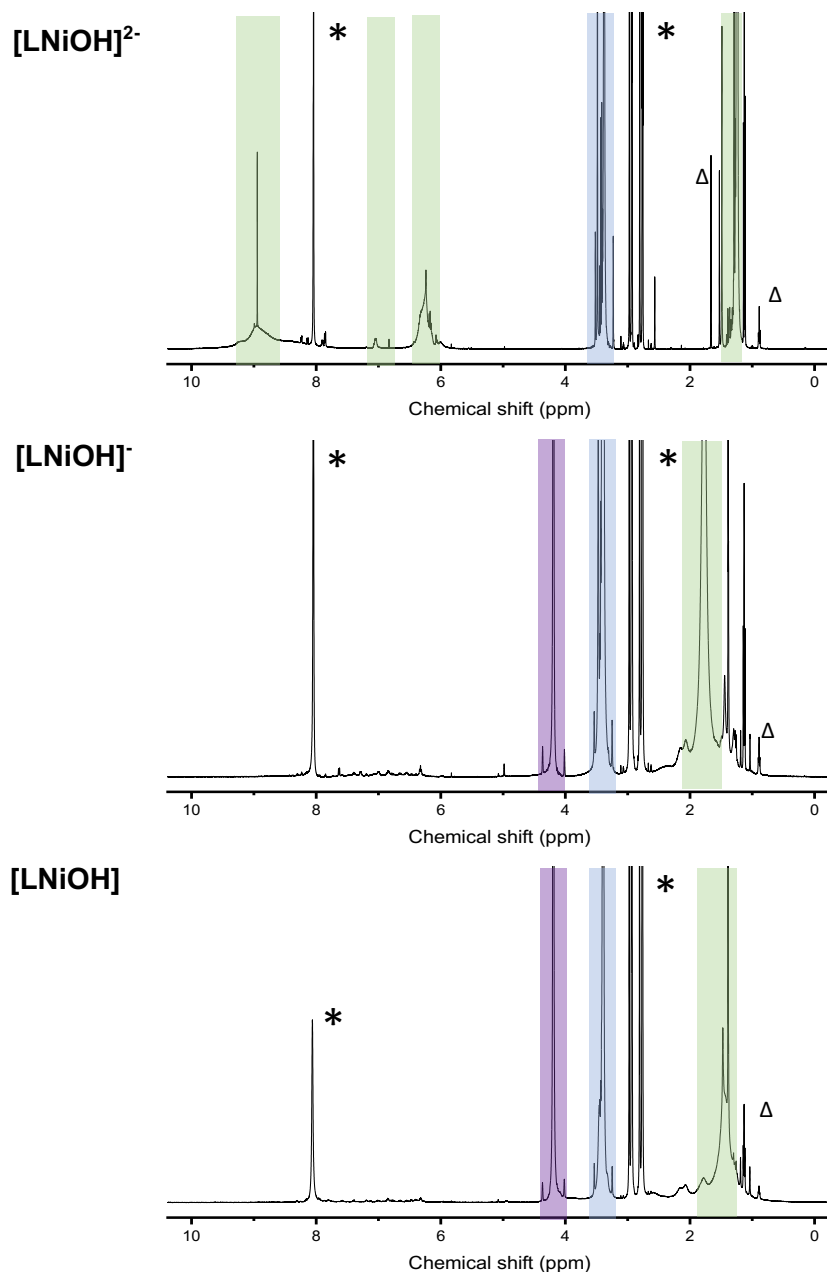 [LNiOH]²⁻
*
*
Δ
Δ
10 8 6 4 2 0
Chemical shift (ppm)
[LNiOH]⁻
*
*
Δ
10 8 6 4 2 0
Chemical shift (ppm)
[LNiOH]
*
*
Δ
10 8 6 4 2 0
Chemical shift (ppm)